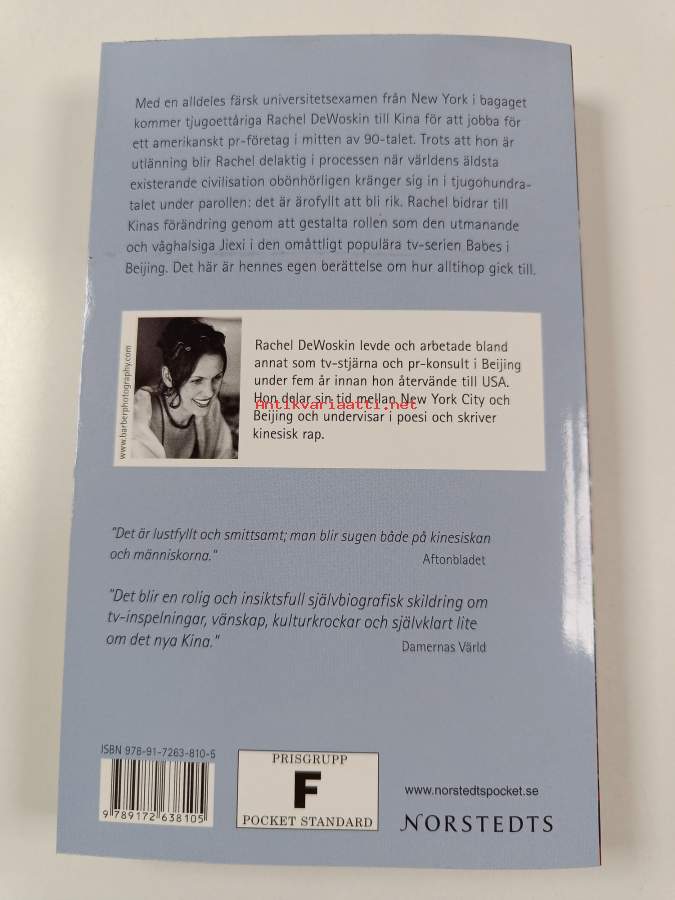 Med en alldeles färsk universitetsexamen från New York i bagaget
kommer tjugoettåriga Rachel DeWoskin till Kina för att jobba för
ett amerikanskt pr-företag i mitten av 90-talet. Trots att hon är
utlänning blir Rachel delaktig i processen när världens äldsta
existerande civilisation obönhörligen kränger sig in i tjugohundra-
talet under parollen: det är ärofyllt att bli rik. Rachel bidrar till
Kinas förändring genom att gestalta rollen som den utmanande
och våghalsiga Jiexi i den omåttligt populära tv-serien Babes i
Beijing. Det här är hennes egen berättelse om hur alltihop gick till.
www.barberphotography.com
Rachel DeWoskin levde och arbetade bland
annat som tv-stjärna och pr-konsult i Beijing
under fem år innan hon återvände till USA.
Hon delar sin tid mellan New York City och
Antikvariaatti.net
Beijing och undervisar i poesi och skriver
kinesisk rap.
"Det är lustfyllt och smittsamt; man blir sugen både på kinesiskan
och människorna."
Aftonbladet
"Det blir en rolig och insiktsfull självbiografisk skildring om
tv-inspelningar, vänskap, kulturkrockar och självklart lite
om det nya Kina."
Damernas Värld
ISBN 978-91-7263-810-5
9 789172 638105
PRISGRUPP
F
POCKET STANDARD
www.norstedtspocket.se
NORSTEDTS